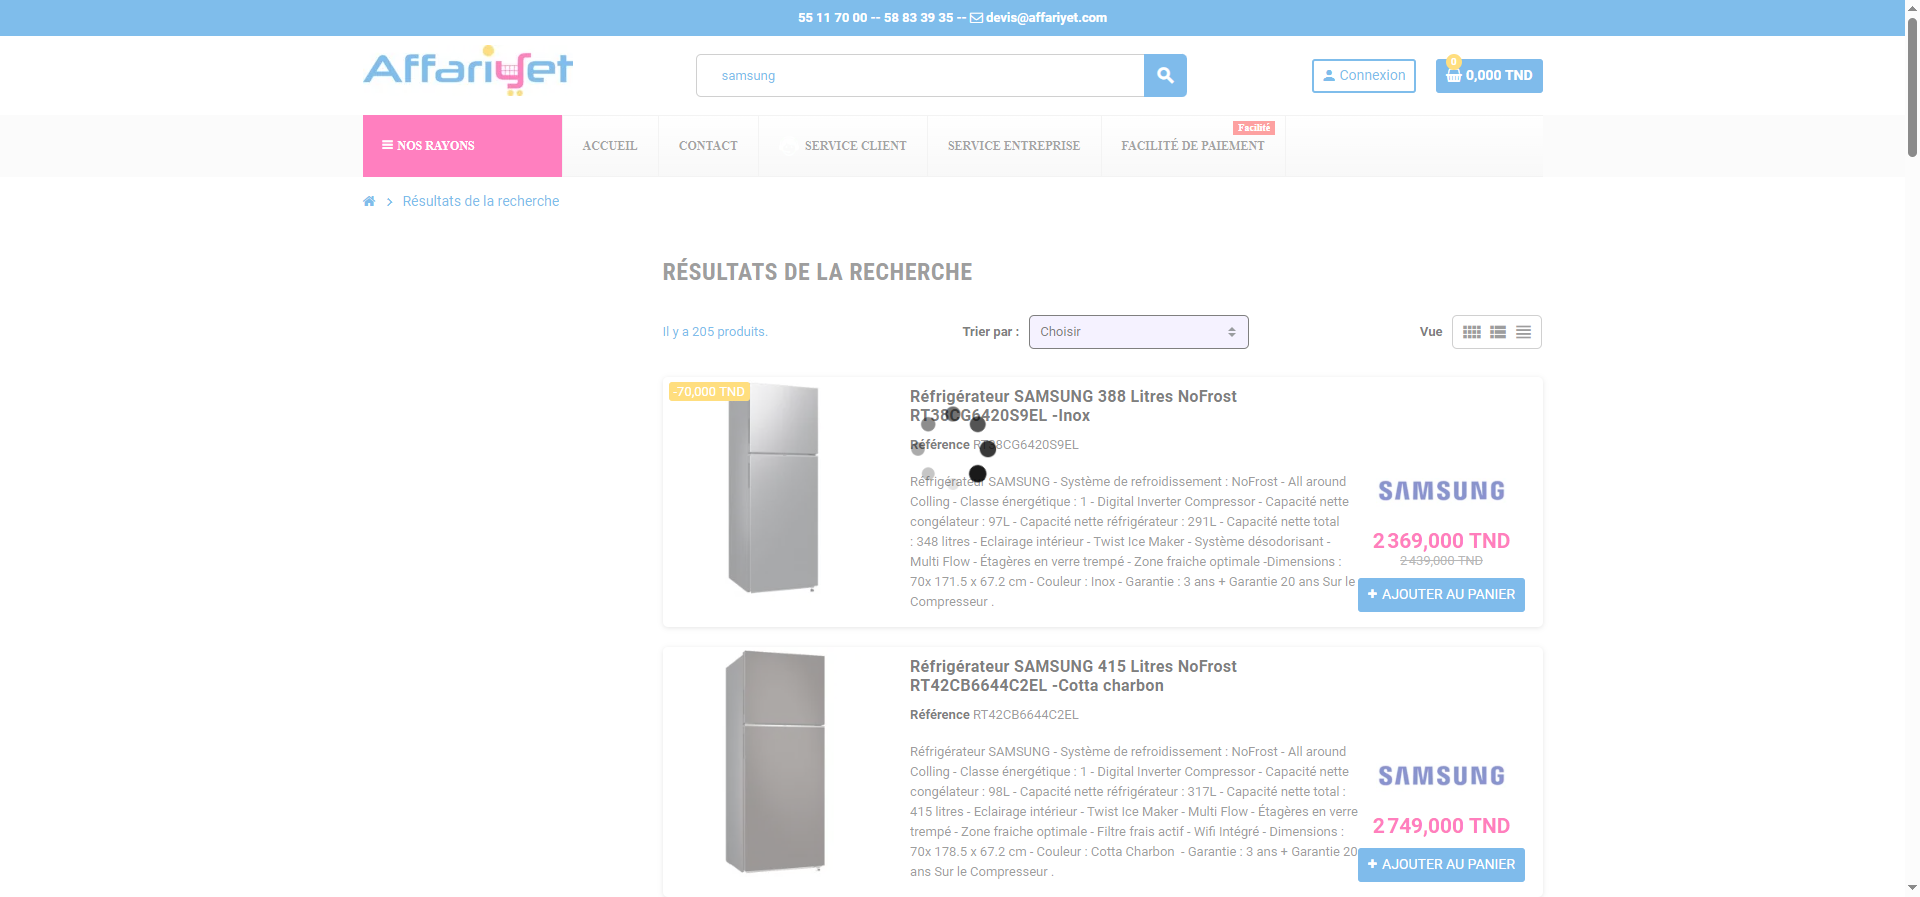 55 11 70 00 -- 58 83 39 35 -- devis@affariyet.com
Affariyet
samsung
Connexion
0
0,000 TND
NOS RAYONS
ACCUEIL
CONTACT
SERVICE CLIENT
SERVICE ENTREPRISE
FACILITÉ DE PAIEMENT
Facilité
Résultats de la recherche
RÉSULTATS DE LA RECHERCHE
Il y a 205 produits.
Trier par :
Choisir
Vue
-70,000 TND
Réfrigérateur SAMSUNG 388 Litres NoFrost
RT38CG6420S9EL -Inox
Référence RT38CG6420S9EL
Réfrigérateur SAMSUNG - Système de refroidissement : NoFrost - All around
Colling - Classe énergétique : 1 - Digital Inverter Compressor - Capacité nette
congélateur : 97L - Capacité nette réfrigérateur : 291L - Capacité nette total
: 348 litres - Eclairage intérieur - Twist Ice Maker - Système désodorisant -
Multi Flow - Étagères en verre trempé - Zone fraiche optimale -Dimensions :
70x 171.5 x 67.2 cm - Couleur : Inox - Garantie : 3 ans + Garantie 20 ans Sur le
Compresseur .
SAMSUNG
2 369,000 TND
2 439,000 TND
AJOUTER AU PANIER
Réfrigérateur SAMSUNG 415 Litres NoFrost
RT42CB6644C2EL -Cotta charbon
Référence RT42CB6644C2EL
Réfrigérateur SAMSUNG - Système de refroidissement : NoFrost - All around
Colling - Classe énergétique : 1 - Digital Inverter Compressor - Capacité nette
congélateur : 98L - Capacité nette réfrigérateur : 317L - Capacité nette total :
415 litres - Eclairage intérieur - Twist Ice Maker - Multi Flow - Étagères en verre
trempé - Zone fraiche optimale - Filtre frais actif - Wifi Intégré - Dimensions :
70x 178.5 x 67.2 cm - Couleur : Cotta Charbon  - Garantie : 3 ans + Garantie 20
ans Sur le Compresseur .
SAMSUNG
2 749,000 TND
AJOUTER AU PANIER